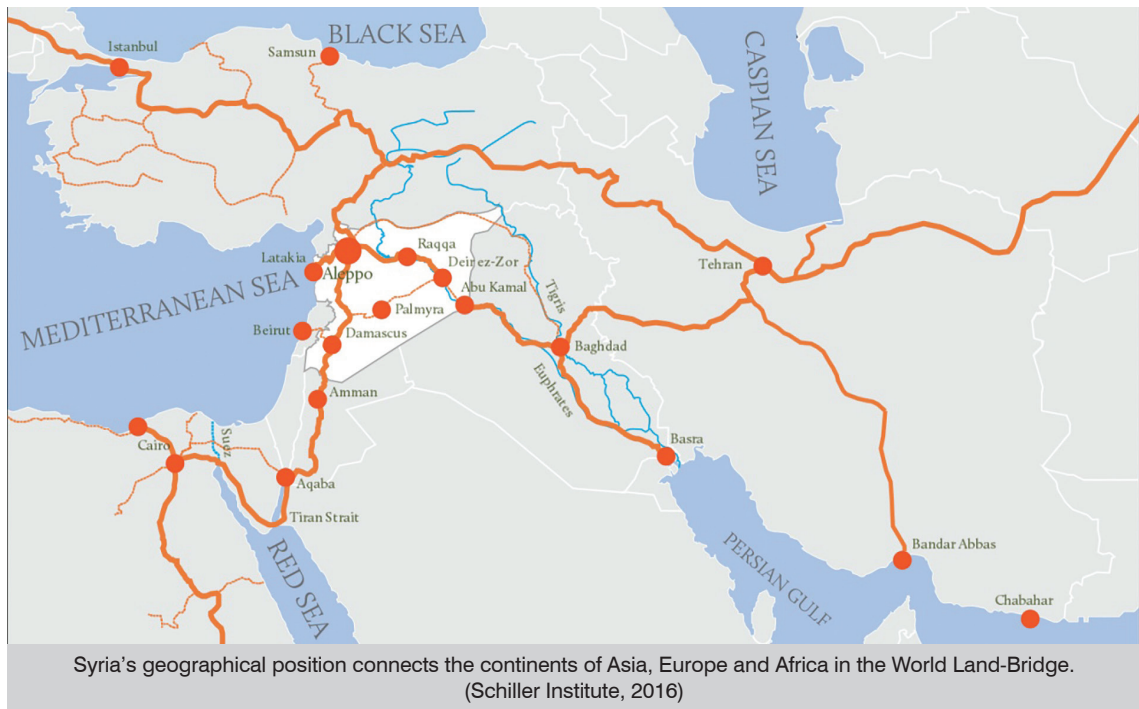 BLACK SEA
Istanbul
Samsun
CASPIAN SEA
Latakia
Aleppo
Raqqa
Deir ez-Zor
Abu Kamal
Tehran
MEDITERRANEAN SEA
Tigris
Palmyra
Beirut
Damascus
Baghdad
Euphrates
Amman
Suez
Cairo
Basra
Aqaba
Tiran Strait
RED SEA
PERSIAN GULF
Bandar Abbas
Chabahar
Syria’s geographical position connects the continents of Asia, Europe and Africa in the World Land-Bridge.
(Schiller Institute, 2016)